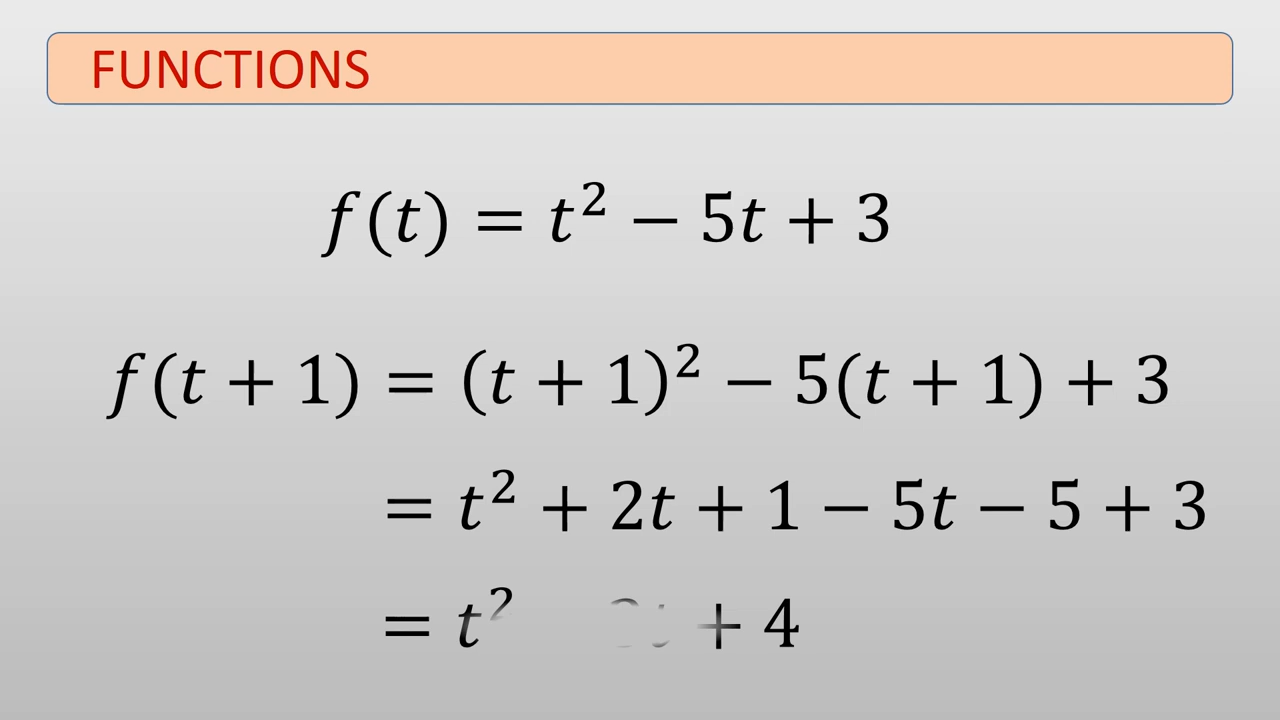 FUNCTIONS
f(t) = t² − 5t + 3
f(t + 1) = (t + 1)² − 5(t + 1) + 3
= t² + 2t + 1 − 5t − 5 + 3
= t² + 4